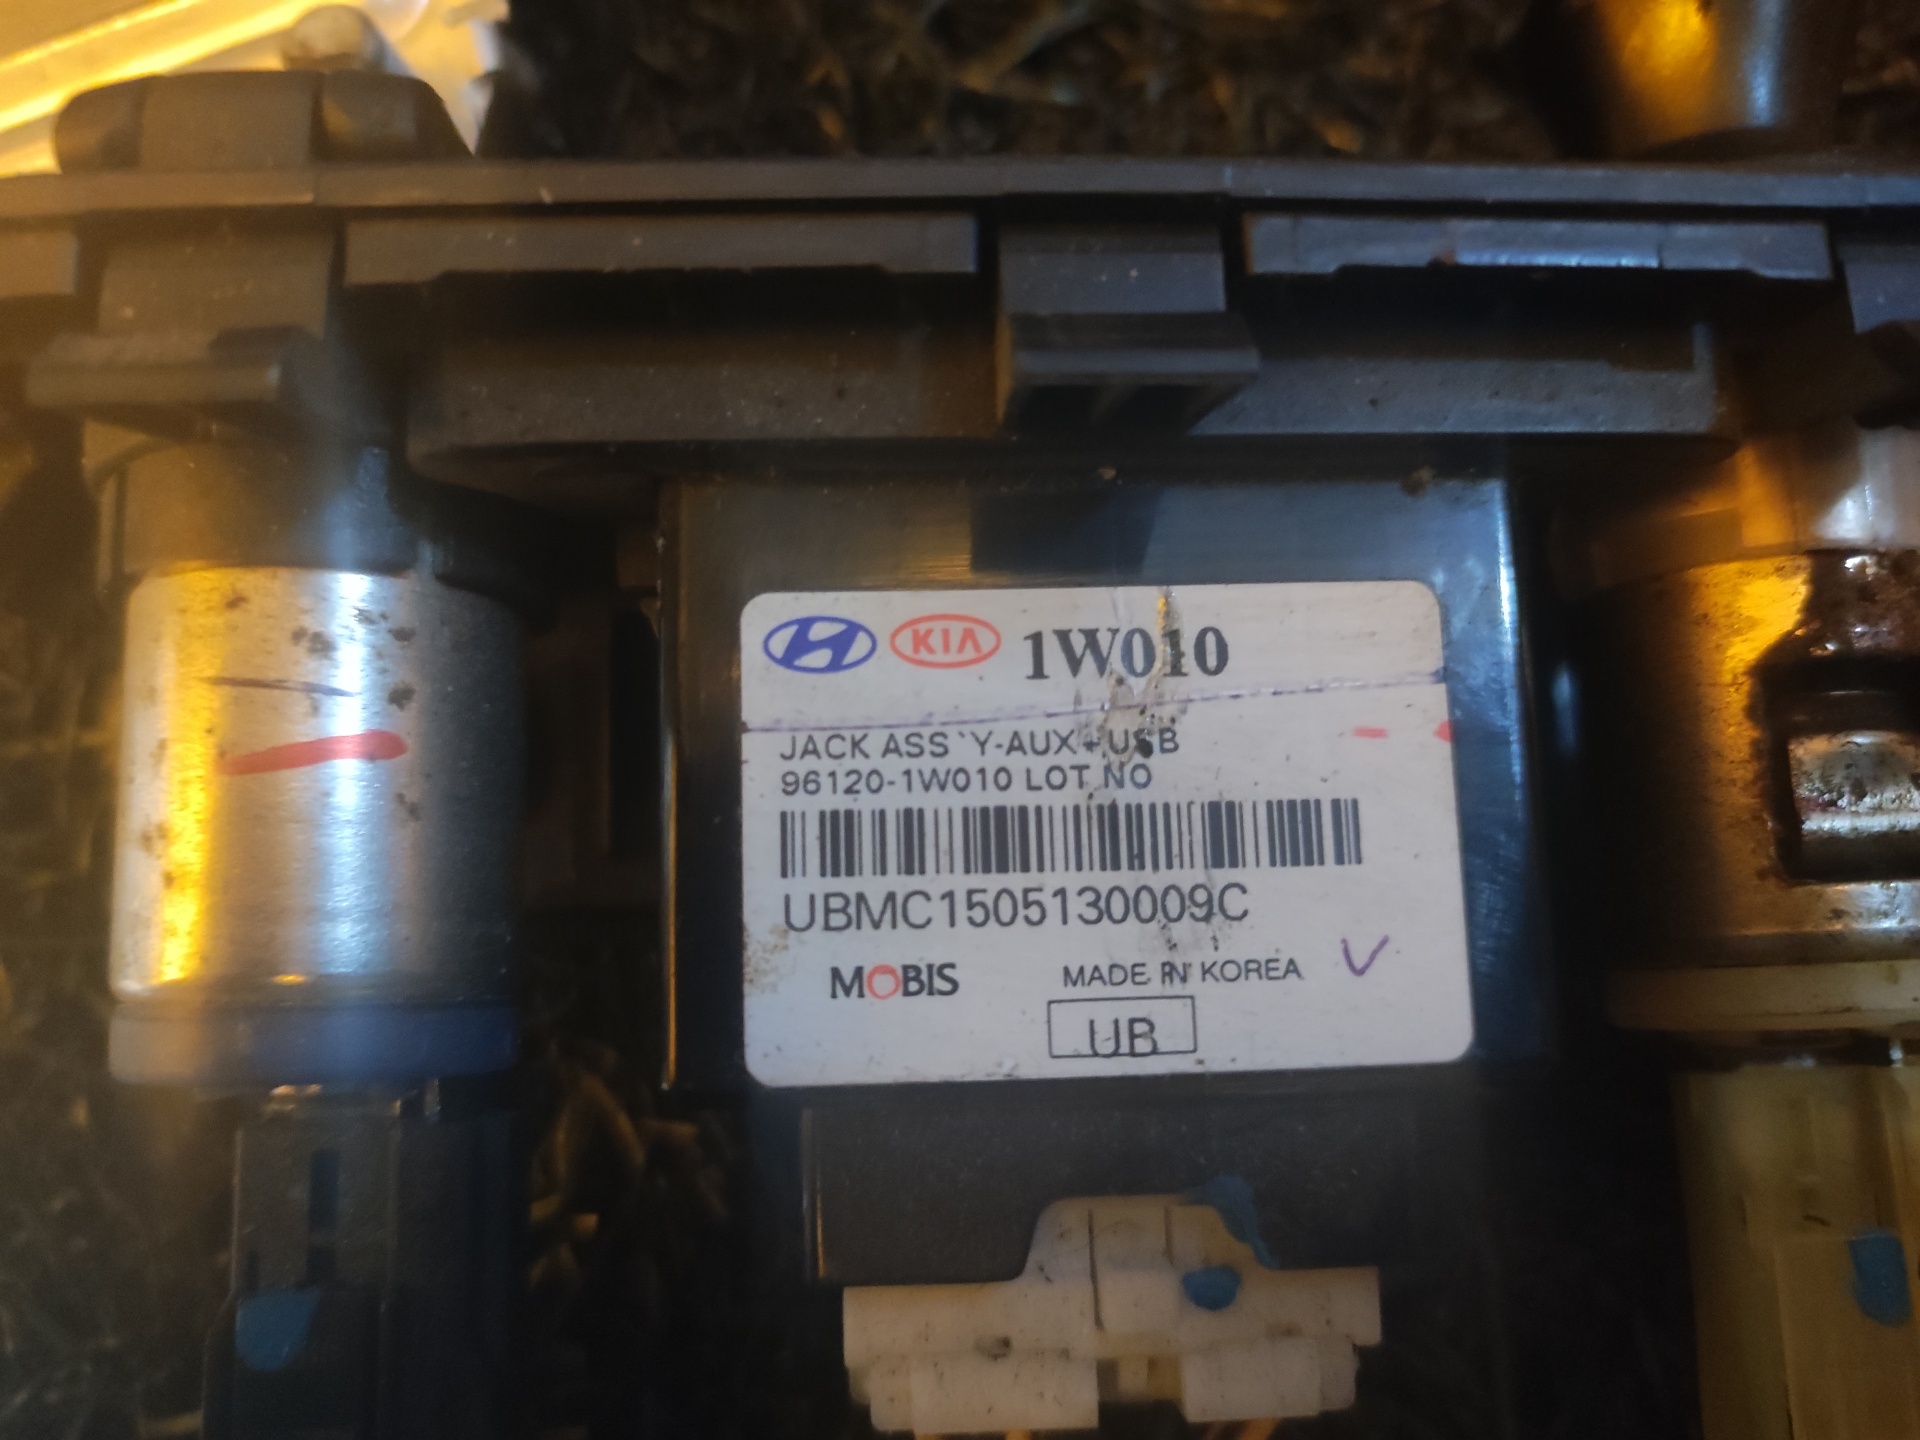 KIA 1W010
JACK ASS`Y-AUX+USB
96120-1W010 LOT NO
UBMC1505130009C
MOBIS MADE IN KOREA V
UB